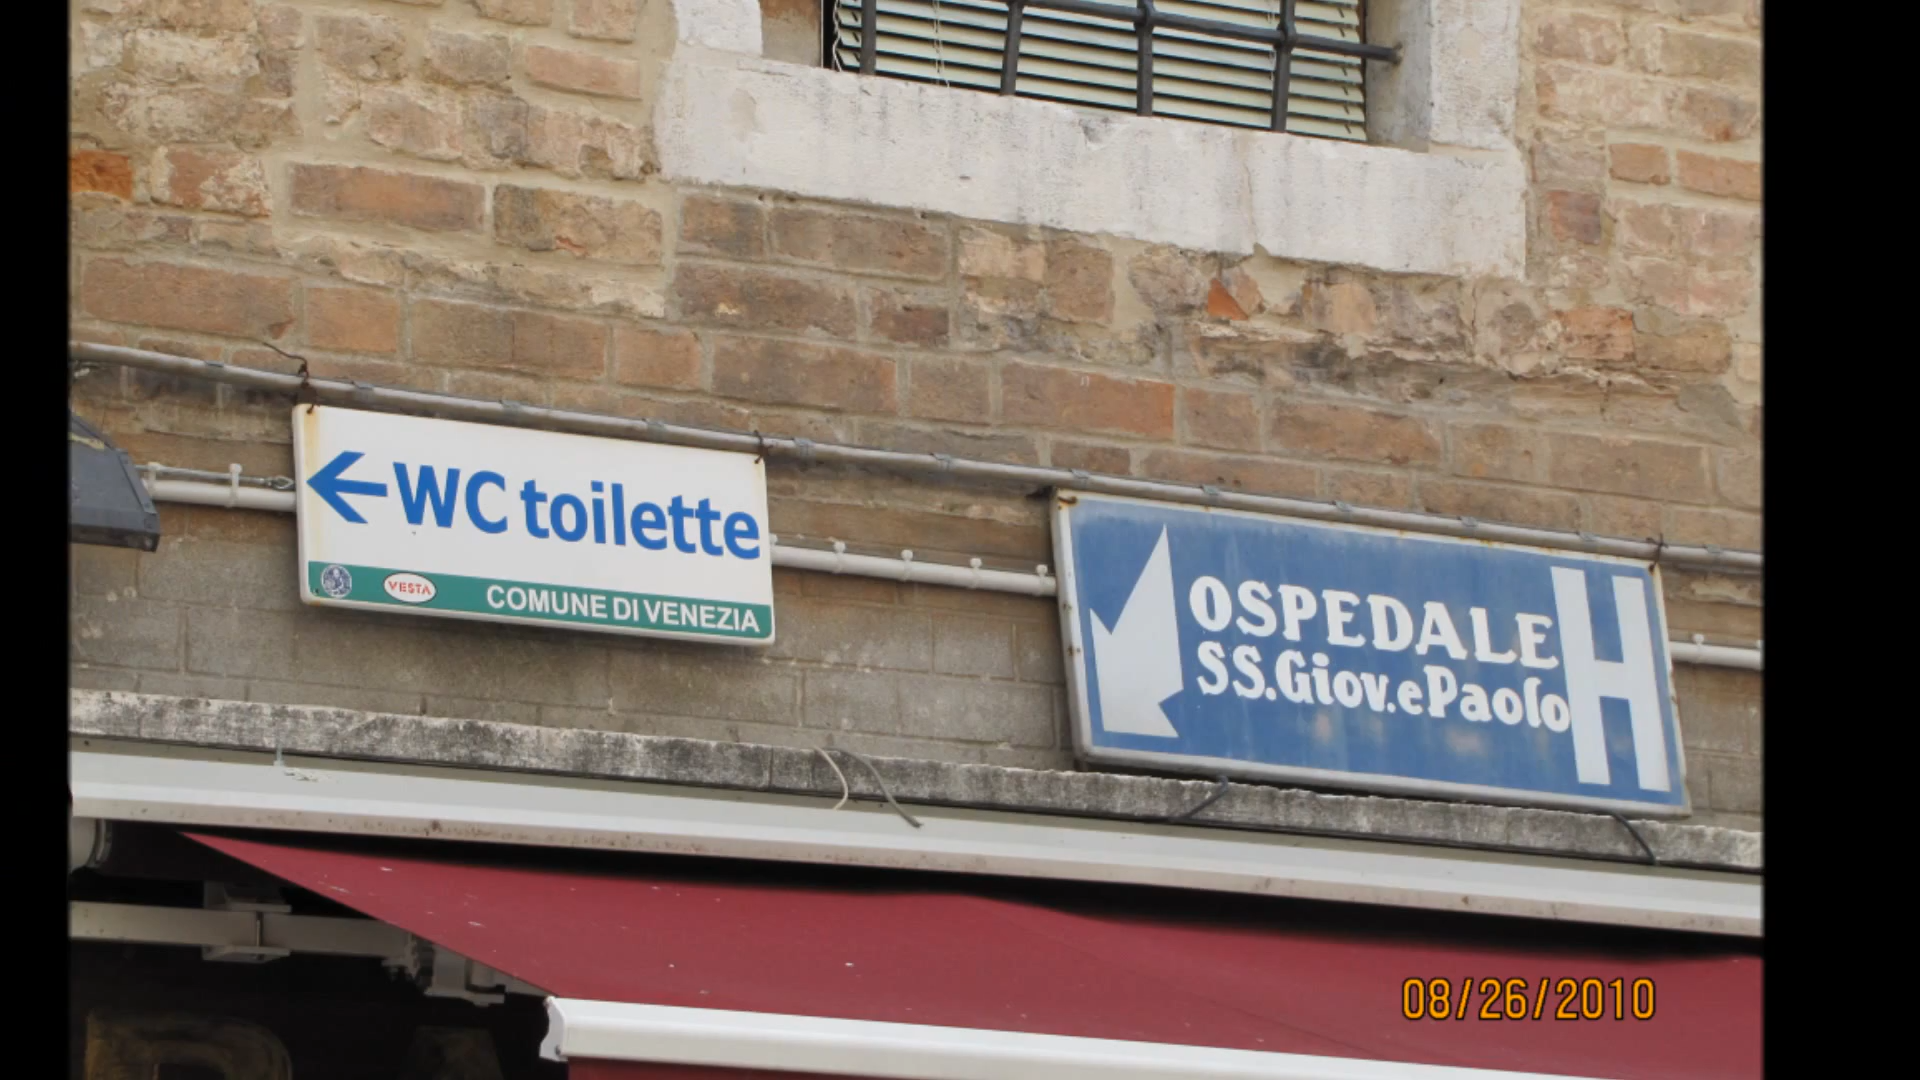 WC toilette
VESTA
COMUNE DI VENEZIA
OSPEDALE H
SS.Giov.e Paolo
08/26/2010